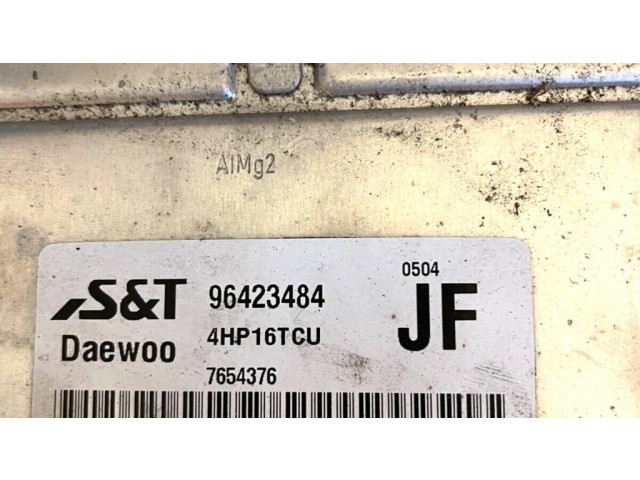 AlMg2
S&T 96423484 0504
Daewoo 4HP16TCU JF
7654376